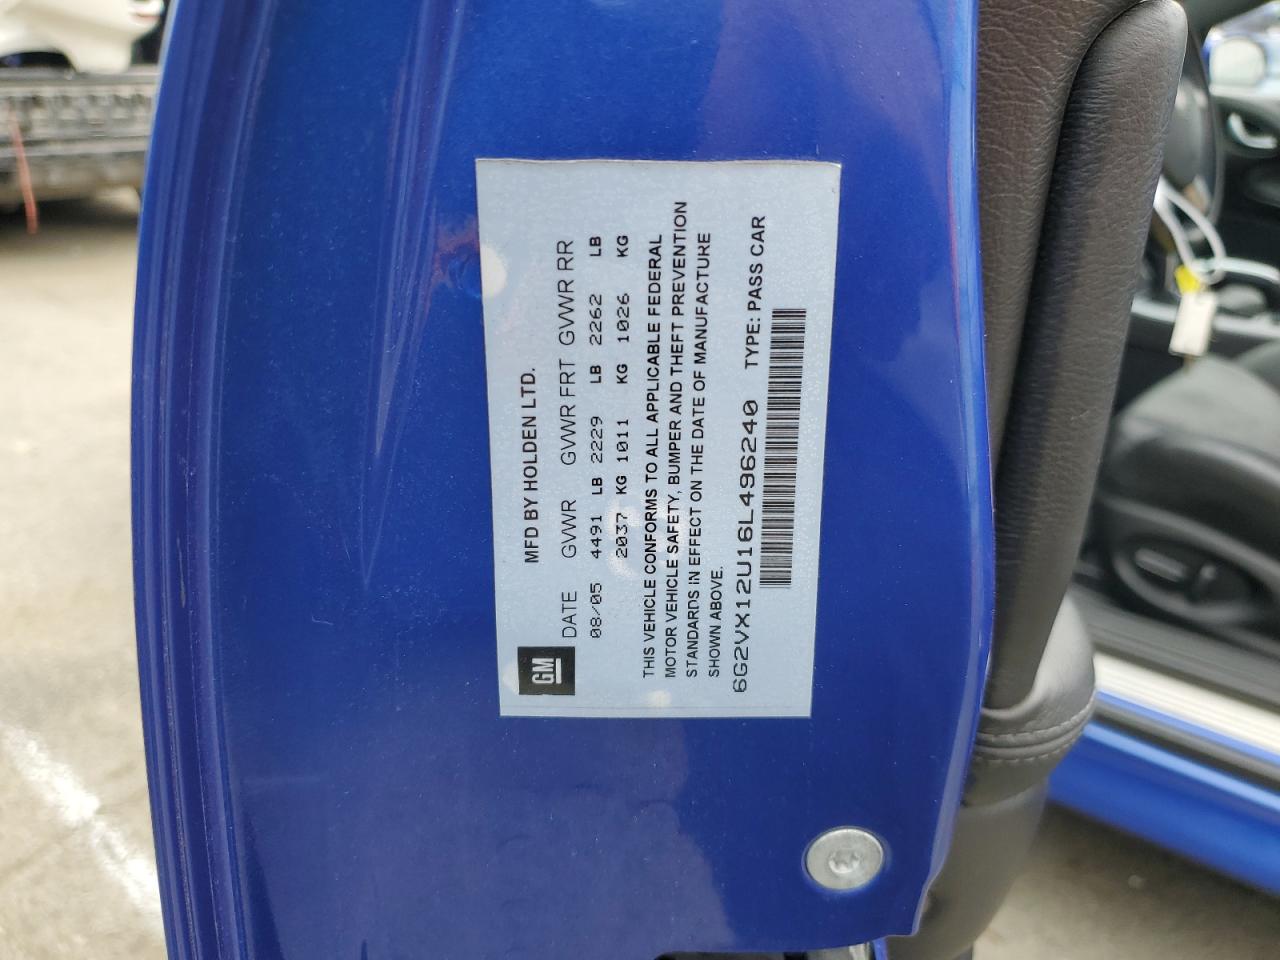 GM
MFD BY HOLDEN LTD.
DATE GVWR GVWR FRT GVWR RR
08/05 4491 LB 2229 LB 2262 LB
2037 KG 1011 KG 1026 KG
THIS VEHICLE CONFORMS TO ALL APPLICABLE FEDERAL
MOTOR VEHICLE SAFETY, BUMPER AND THEFT PREVENTION
STANDARDS IN EFFECT ON THE DATE OF MANUFACTURE
SHOWN ABOVE.
6G2VX12U16L496240 TYPE: PASS CAR